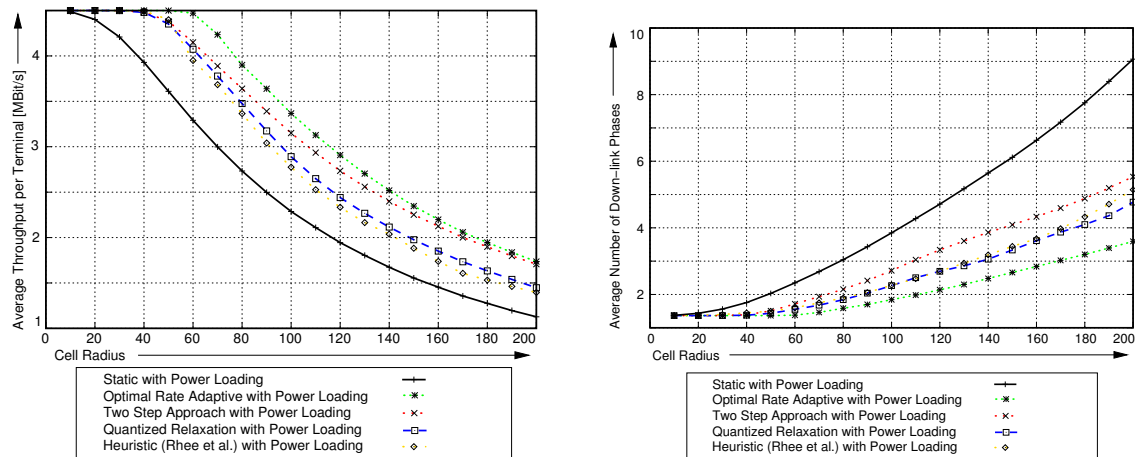 Average Throughput per Terminal [MBit/s]
4
3
2
1
0 20 40 60 80 100 120 140 160 180 200
Cell Radius
Static with Power Loading
Optimal Rate Adaptive with Power Loading
Two Step Approach with Power Loading
Quantized Relaxation with Power Loading
Heuristic (Rhee et al.) with Power Loading
Average Number of Down−link Phases
10
8
6
4
2
0 20 40 60 80 100 120 140 160 180 200
Cell Radius
Static with Power Loading
Optimal Rate Adaptive with Power Loading
Two Step Approach with Power Loading
Quantized Relaxation with Power Loading
Heuristic (Rhee et al.) with Power Loading